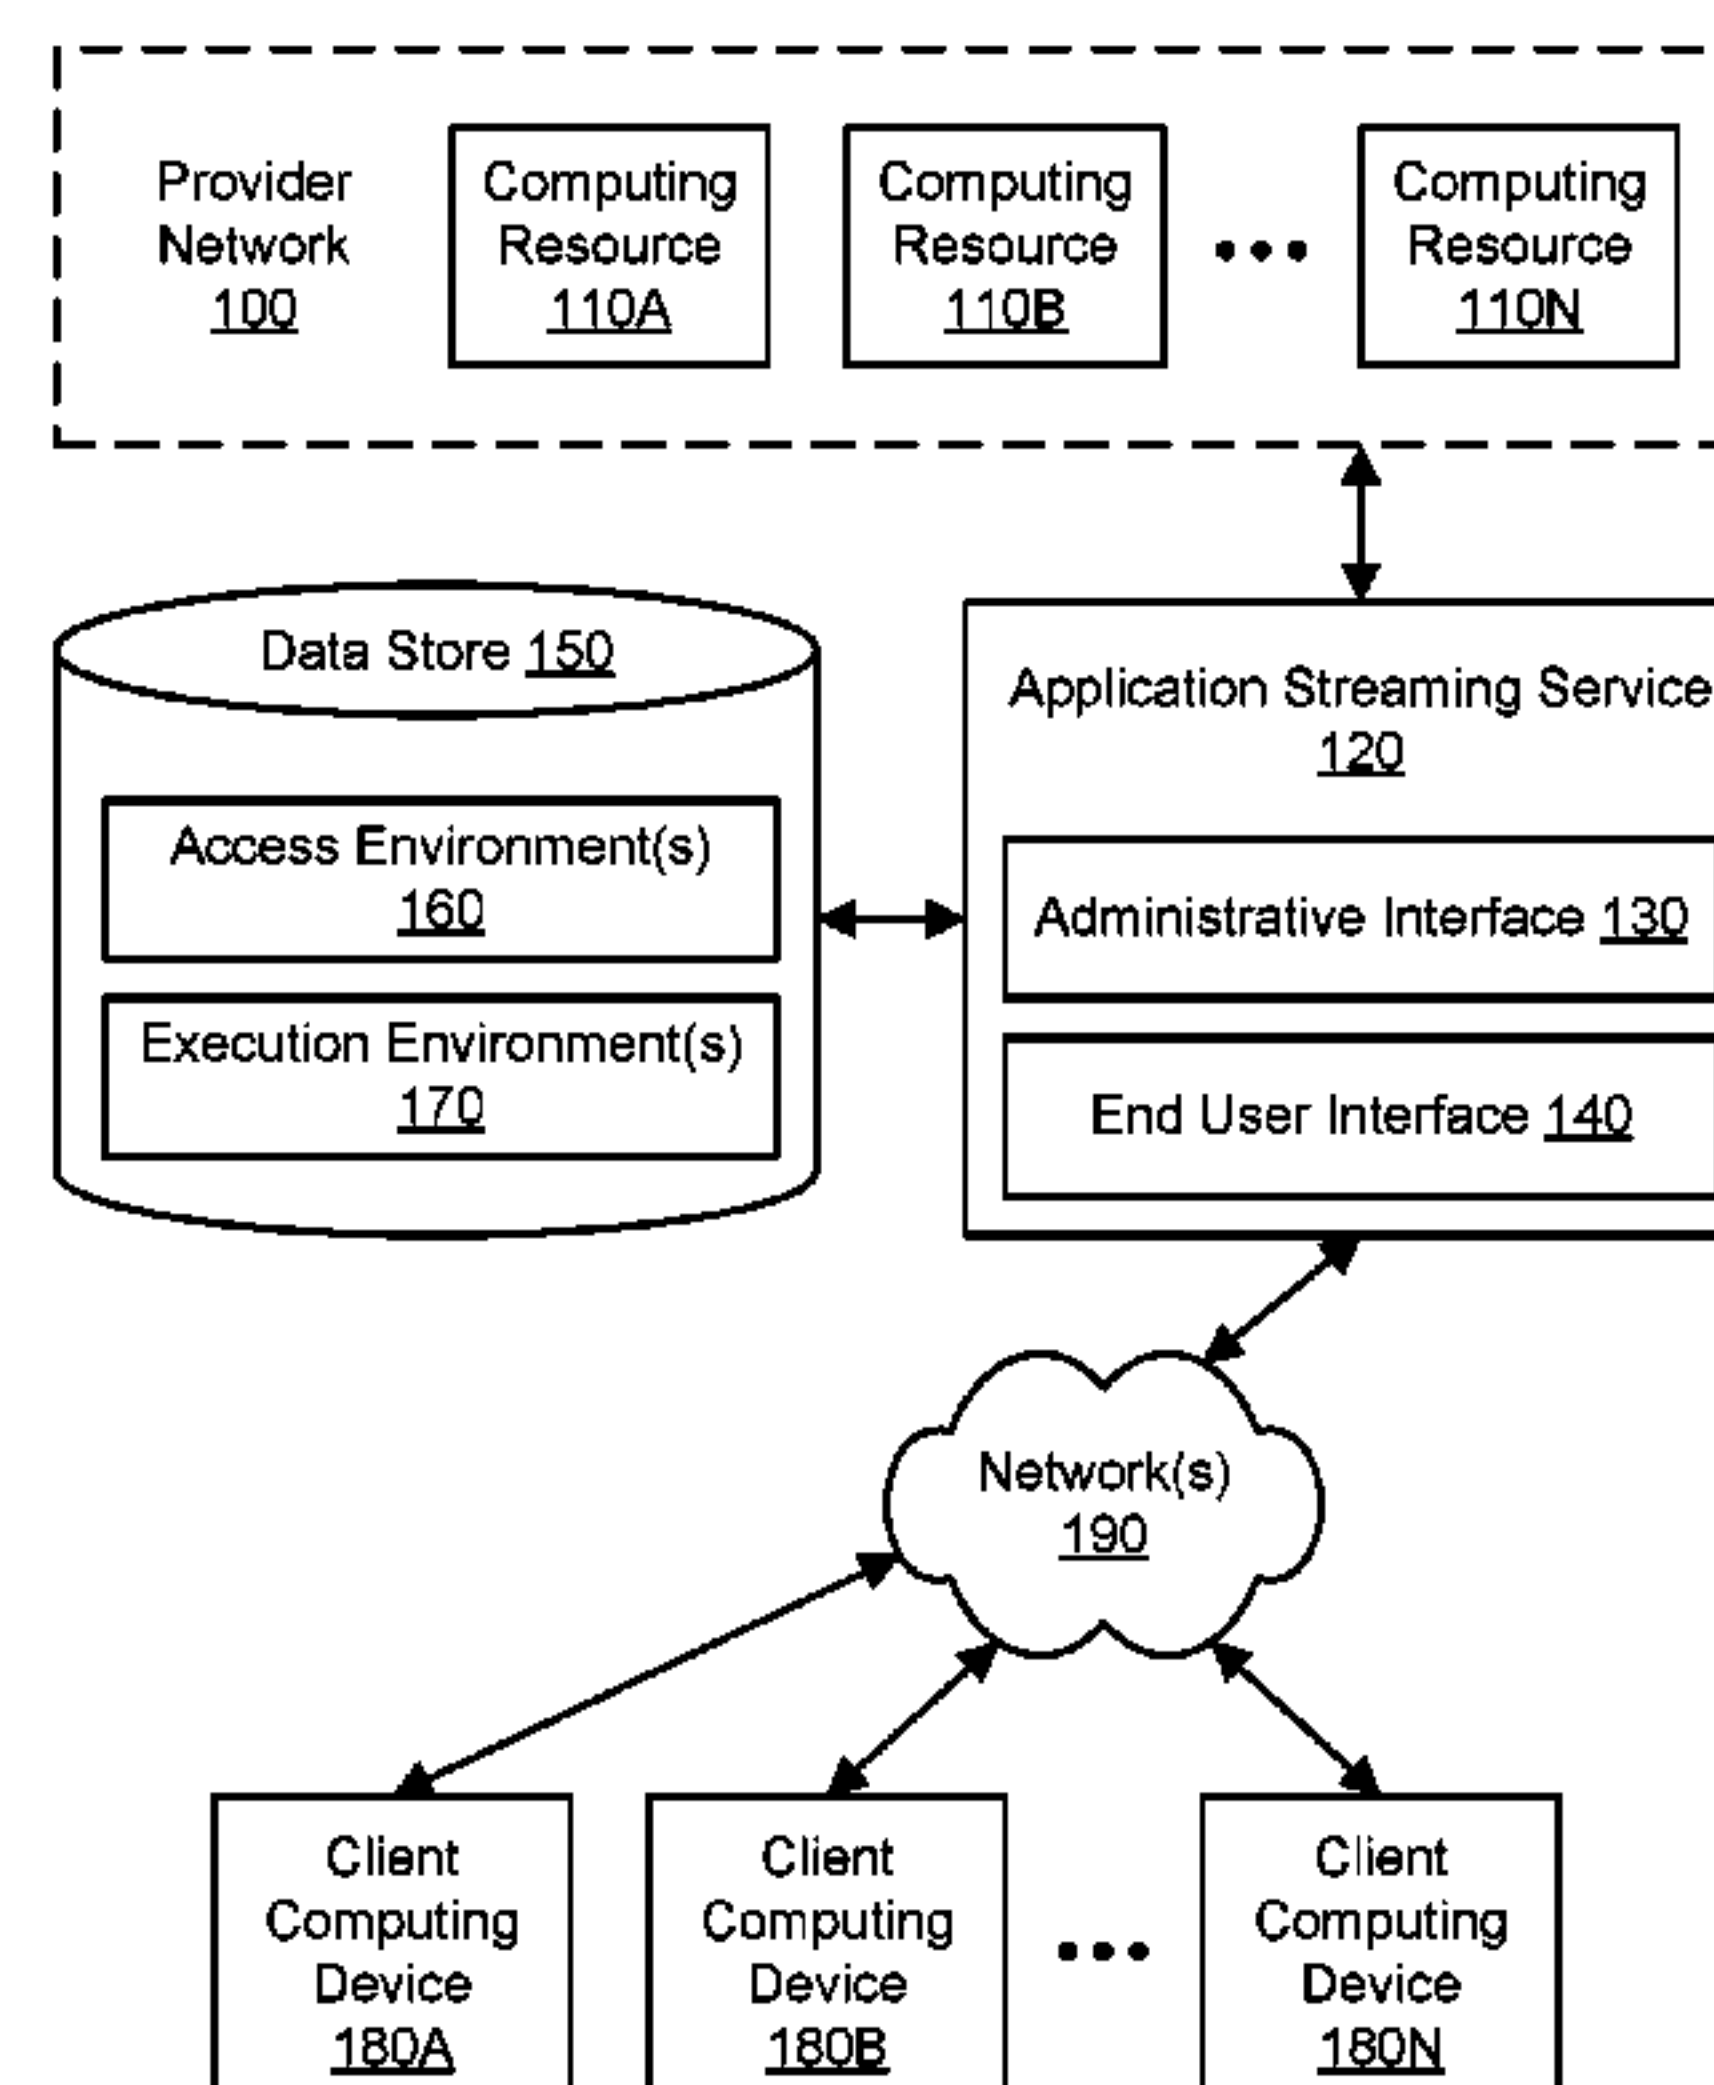 Provider
Network
100
Computing
Resource
110A
Computing
Resource
110B
Computing
Resource
110N
Data Store 150
Access Environment(s)
160
Execution Environment(s)
170
Application Streaming Service
120
Administrative Interface 130
End User Interface 140
Network(s)
190
Client
Computing
Device
180A
Client
Computing
Device
180B
Client
Computing
Device
180N